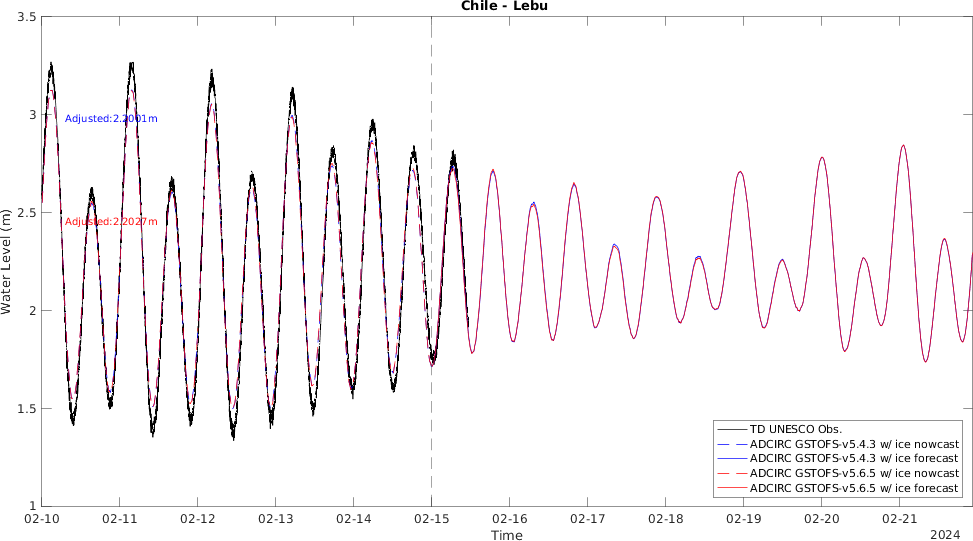 Chile - Lebu
3.5
3
2.5
2
1.5
1
Water Level (m)
Adjusted:2.2001m
Adjusted:2.2027m
TD UNESCO Obs.
ADCIRC GSTOFS-v5.4.3 w/ ice nowcast
ADCIRC GSTOFS-v5.4.3 w/ ice forecast
ADCIRC GSTOFS-v5.6.5 w/ ice nowcast
ADCIRC GSTOFS-v5.6.5 w/ ice forecast
02-10 02-11 02-12 02-13 02-14 02-15 02-16 02-17 02-18 02-19 02-20 02-21
Time
2024